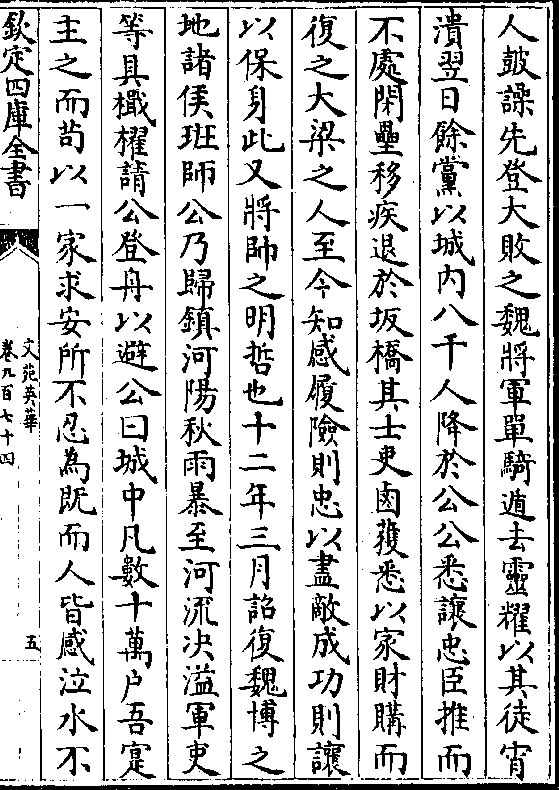 人鼓譟先登大敗之魏將軍單騎遁去靈耀以其徒宵
潰翌日餘黨以城内八千人降於公公悉讓忠臣推而
不處閑壘移疾退於坂橋其士吏鹵獲悉以家財購而
復之大梁之人至今知感履險則忠以盡敵成功則讓
以保身此又將帥之明哲也十二年三月詔復魏博之
地諸侯班師公乃歸鎮河陽秋雨暴至河流决溢軍吏
等具檝櫂請公登舟以避公曰城中凡數十萬户吾寔
主之而茍以一家求安所不忍為既而人皆感泣水不
欽定四庫全書
文苑英華
卷九百七十四
五